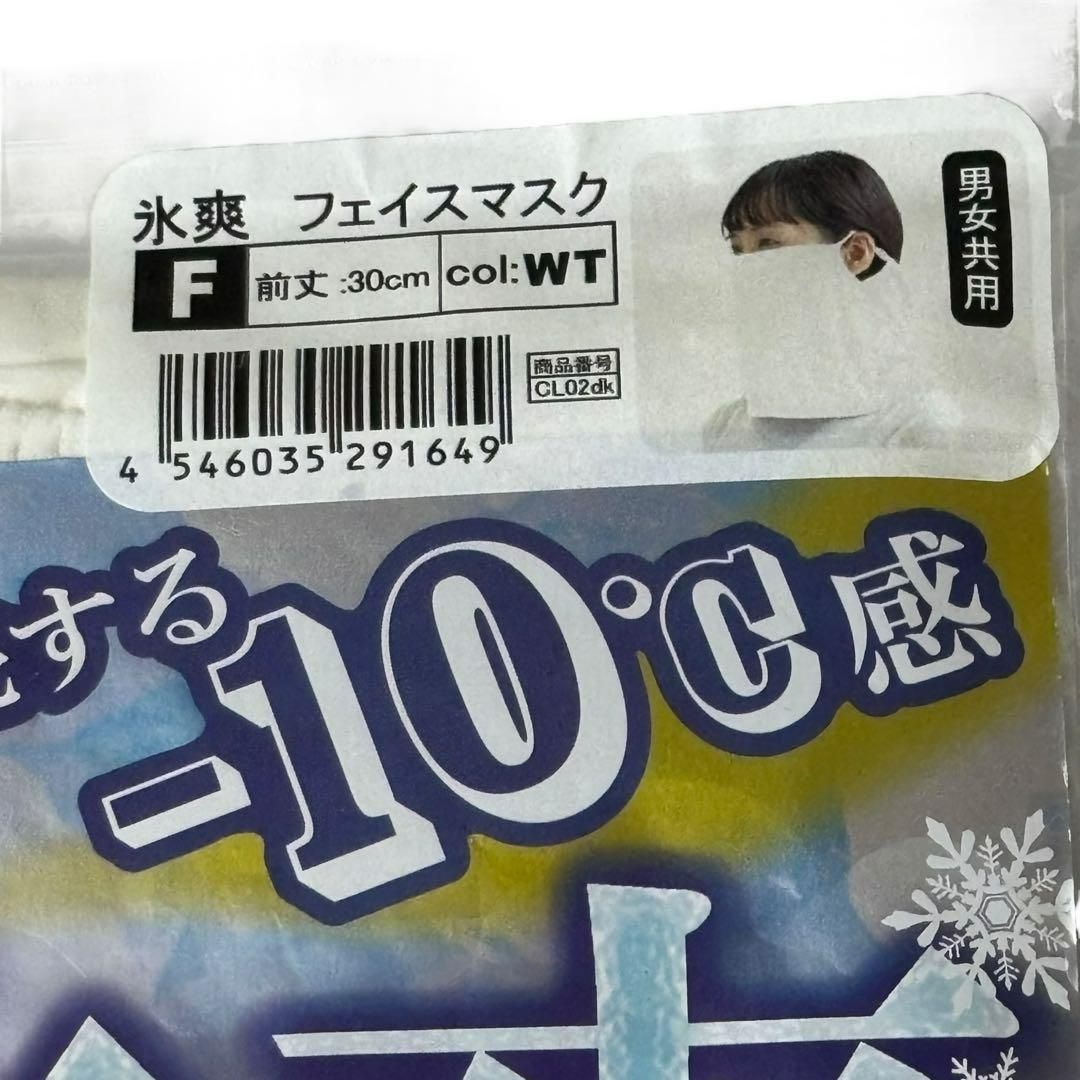 氷爽 フェイスマスク
男女共用
F 前丈:30cm col:WT
商品番号
CL02dk
4 546035 291649
する
-10℃感